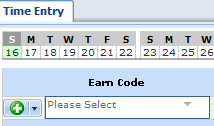 Time Entry
S M T W T F S S M T W
16 17 18 19 20 21 22 23 24 25 26
Earn Code
Please Select